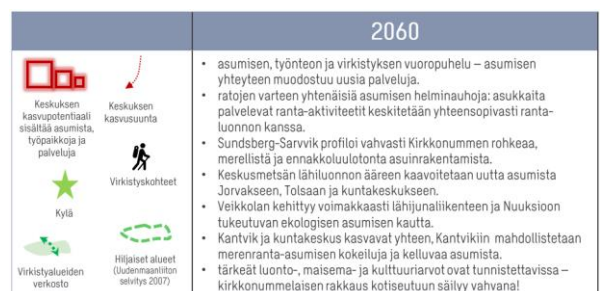 2060
Keskuksen
kasvupotentiaali
sisältää asumista,
työpaikkoja ja
palveluja
Keskuksen
kasvusuunta
Virkistyskohteet
Kylä
Virkistyalueiden
verkosto
Hiljaiset alueet
(Uudenmaanliiton
selvitys 2007)
• asumisen, työnteon ja virkistyksen vuoropuhelu – asumisen
yhteyteen muodostuu uusia palveluja.
• ratojen varteen yhtenäisiä asumisen helminauhoja: asukkaita
palvelevat ranta-aktiviteetit keskitetään yhteensopivasti ranta-
luonnon kanssa.
• Sundsberg-Sarvvik profiloi vahvasti Kirkkonummen rohkeaa,
merellistä ja ennakkoluulotonta asuinrakentamista.
• Keskusmetsän lähiluonnon ääreen kaavoitetaan uutta asumista
Jorvakseen, Tolsaan ja kuntakeskukseen.
• Veikkolan kehittyy voimakkaasti lähijunaliikenteen ja Nuuksioon
tukeutuvan ekologisen asumisen kautta.
• Kantvik ja kuntakeskus kasvavat yhteen, Kantvikiin mahdollistetaan
merenranta-asumisen kokeiluja ja kelluvaa asumista.
• tärkeät luonto-, maisema- ja kulttuuriarvot ovat tunnistettavissa –
kirkkonummelaisen rakkaus kotiseutuun säilyy vahvana!